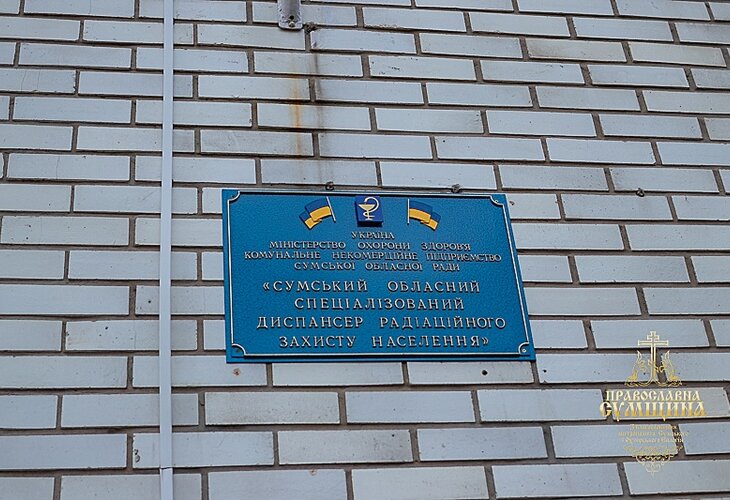 УКРАЇНА
МІНІСТЕРСТВО ОХОРОНИ ЗДОРОВ'Я
КОМУНАЛЬНЕ НЕКОМЕРЦІЙНЕ ПІДПРИЄМСТВО
СУМСЬКОЇ ОБЛАСНОЇ РАДИ
«СУМСЬКИЙ ОБЛАСНИЙ
СПЕЦІАЛІЗОВАНИЙ
ДИСПАНСЕР РАДІАЦІЙНОГО
ЗАХИСТУ НАСЕЛЕННЯ»
ПРАВОСЛАВНА
СУМЩИНА